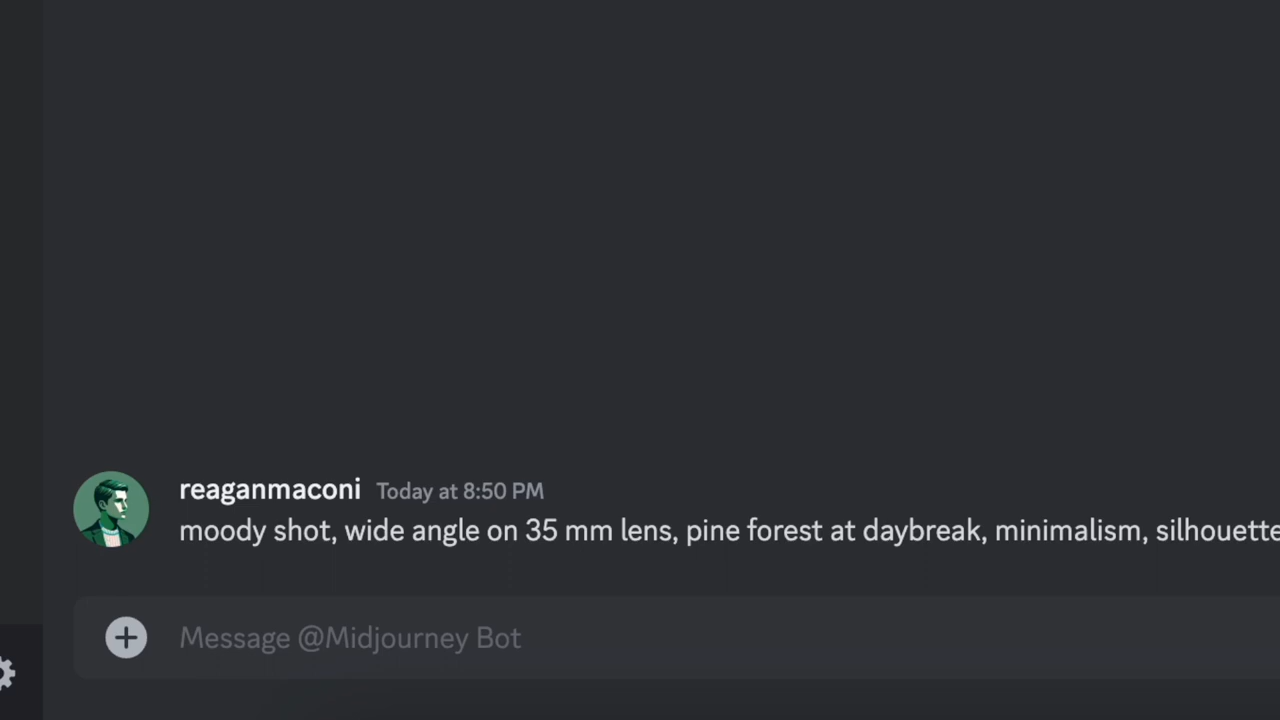 reaganmaconi Today at 8:50 PM
moody shot, wide angle on 35 mm lens, pine forest at daybreak, minimalism, silhouette
Message @Midjourney Bot